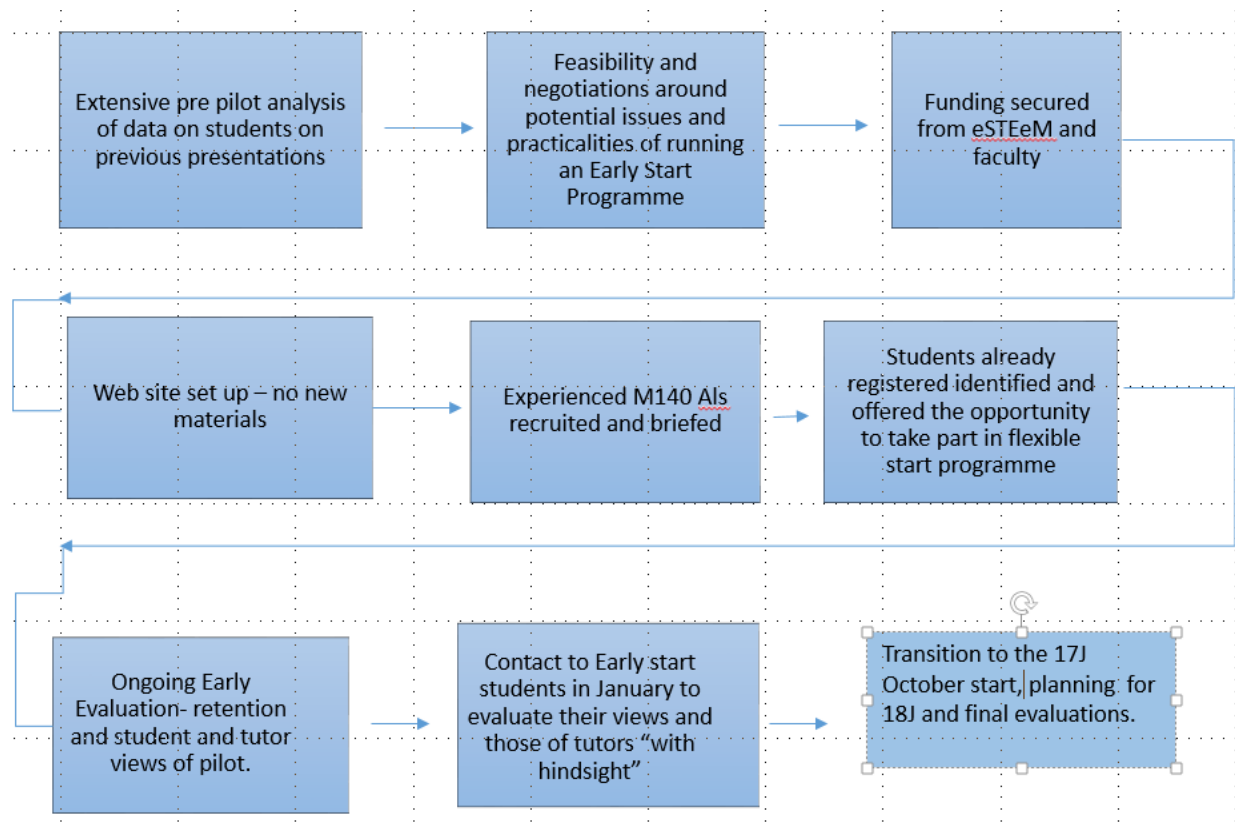 Extensive pre pilot analysis
of data on students on
previous presentations
Feasibility and
negotiations around
potential issues and
practicalities of running
an Early Start
Programme
Funding secured
from eSTEeM and
faculty
Web site set up – no new
materials
Experienced M140 Als
recruited and briefed
Students already
registered identified and
offered the opportunity
to take part in flexible
start programme
Ongoing Early
Evaluation- retention
and student and tutor
views of pilot.
Contact to Early start
students in January to
evaluate their views and
those of tutors “with
hindsight”
Transition to the 17J
October start, planning for
18J and final evaluations.